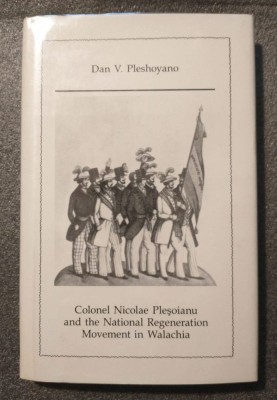 Dan V. Pleshoyano
Colonel Nicolae Pleşoianu
and the National Regeneration
Movement in Walachia